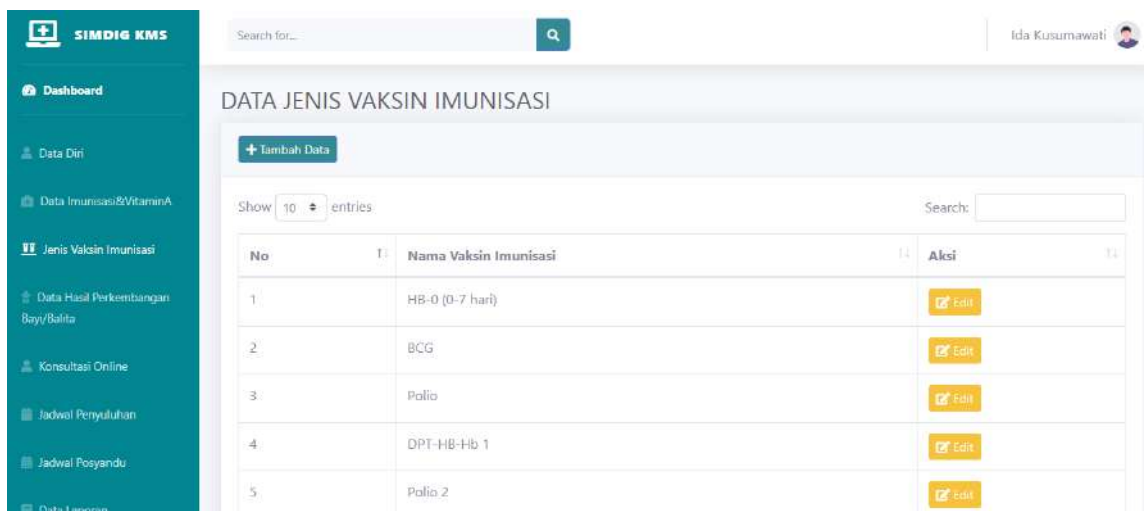 SIMDIG KMS
Search for...
Ida Kusumawati
Dashboard
Data Diri
Data Imunisasi&VitaminA
Jenis Vaksin Imunisasi
Data Hasil Perkembangan
Bayi/Balita
Konsultasi Online
Jadwal Penyuluhan
Jadwal Posyandu
Data Laporan
DATA JENIS VAKSIN IMUNISASI
Tambah Data
Show 10 entries
Search:
No Nama Vaksin Imunisasi Aksi
1 HB-0 (0-7 hari) Edit
2 BCG Edit
3 Polio Edit
4 DPT-HB-Hb 1 Edit
5 Polio 2 Edit